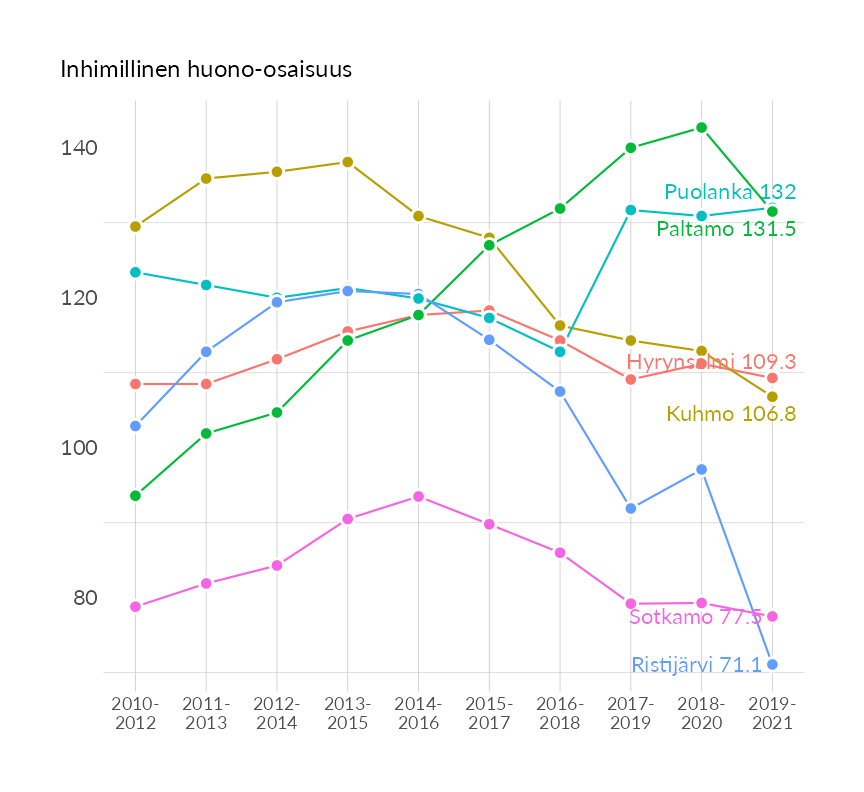 Inhimillinen huono-osaisuus
140
Puolanka 132
Paltamo 131.5
120
Hyrynsalmi 109.3
Kuhmo 106.8
100
80
Sotkamo 77.5
Ristijärvi 71.1
2010- 2011- 2012- 2013- 2014- 2015- 2016- 2017- 2018- 2019-
2012 2013 2014 2015 2016 2017 2018 2019 2020 2021